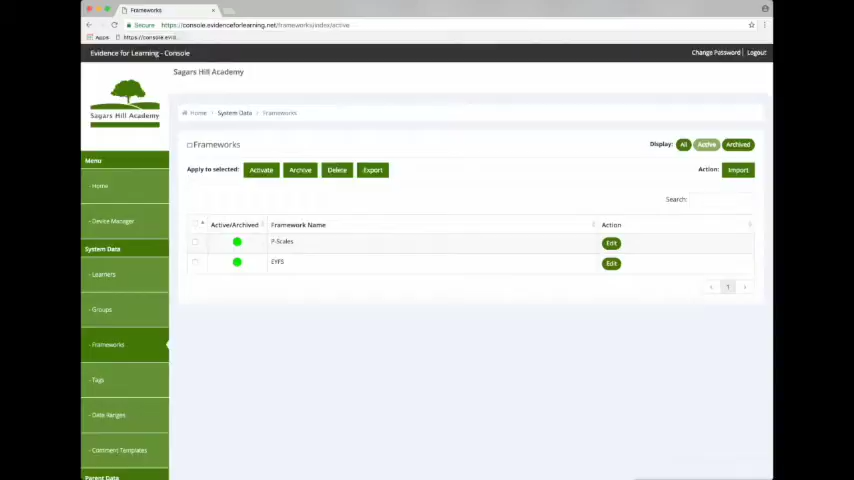 Frameworks
Secure https://console.evidenceforlearning.net/frameworks/index/active
Apps https://console.evid...
Evidence for Learning - Console
Change Password | Logout
Sagars Hill Academy
Sagars Hill Academy
Home System Data Frameworks
Frameworks
Display: All Active Archived
Apply to selected: Activate Archive Delete Export
Action: Import
Search:
Active/Archived Framework Name Action
P-Scales Edit
EYFS Edit
‹ 1 ›
Menu
- Home
- Device Manager
System Data
- Learners
- Groups
- Frameworks
- Tags
- Date Ranges
- Comment Templates
Parent Data